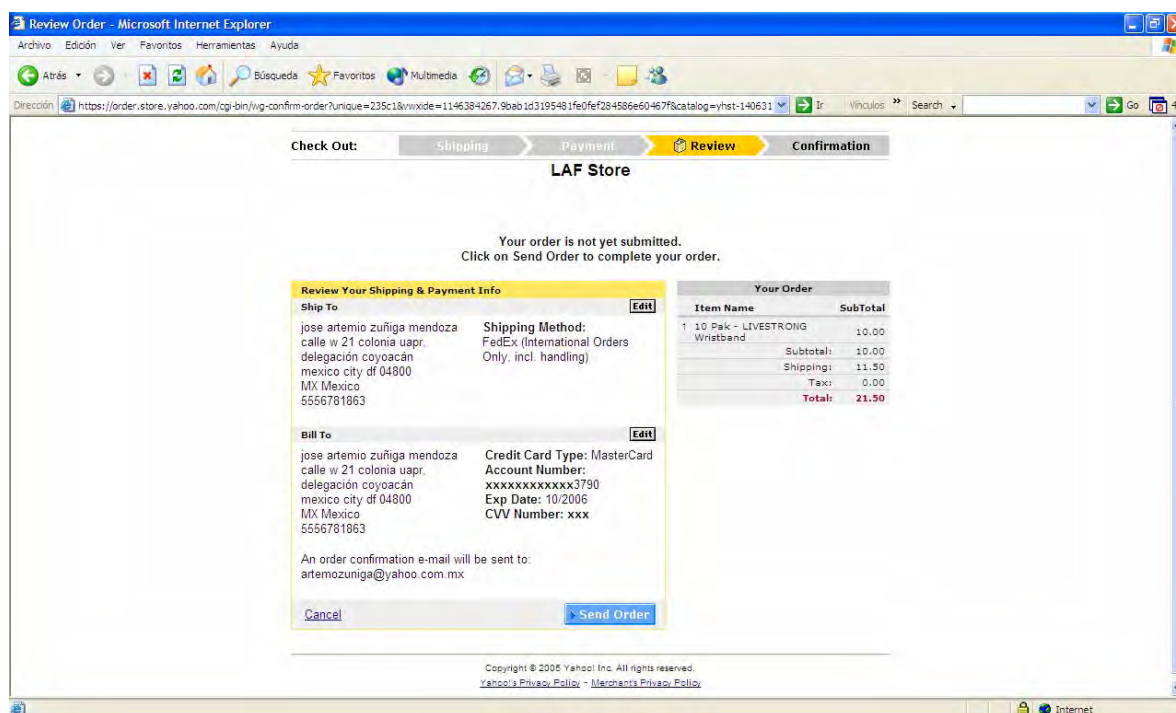 Review Order - Microsoft Internet Explorer
Archivo Edición Ver Favoritos Herramientas Ayuda
Atrás Búsqueda Favoritos Multimedia
Dirección https://order.store.yahoo.com/cgi-bin/wg-confirm-order?unique=235c1&vwxide=1146384267.9bab1d3195481fe0fef284586e60467f&catalog=yhst-140631 Ir Vínculos » Search Go
Check Out: Shipping Payment Review Confirmation
LAF Store
Your order is not yet submitted.
Click on Send Order to complete your order.
Review Your Shipping & Payment Info
Ship To Edit
jose artemio zuñiga mendoza
calle w 21 colonia uapr.
delegación coyoacán
mexico city df 04800
MX Mexico
5556781863
Shipping Method:
FedEx (International Orders
Only, incl. handling)
Bill To Edit
jose artemio zuñiga mendoza
calle w 21 colonia uapr.
delegación coyoacán
mexico city df 04800
MX Mexico
5556781863
Credit Card Type: MasterCard
Account Number:
xxxxxxxxxxxx3790
Exp Date: 10/2006
CVV Number: xxx
An order confirmation e-mail will be sent to:
artemozuniga@yahoo.com.mx
Cancel Send Order
Your Order
Item Name SubTotal
1 10 Pak - LIVESTRONG 10.00
Wristband
Subtotal: 10.00
Shipping: 11.50
Tax: 0.00
Total: 21.50
Copyright © 2005 Yahoo! Inc. All rights reserved.
Yahoo!'s Privacy Policy - Merchant's Privacy Policy
Internet